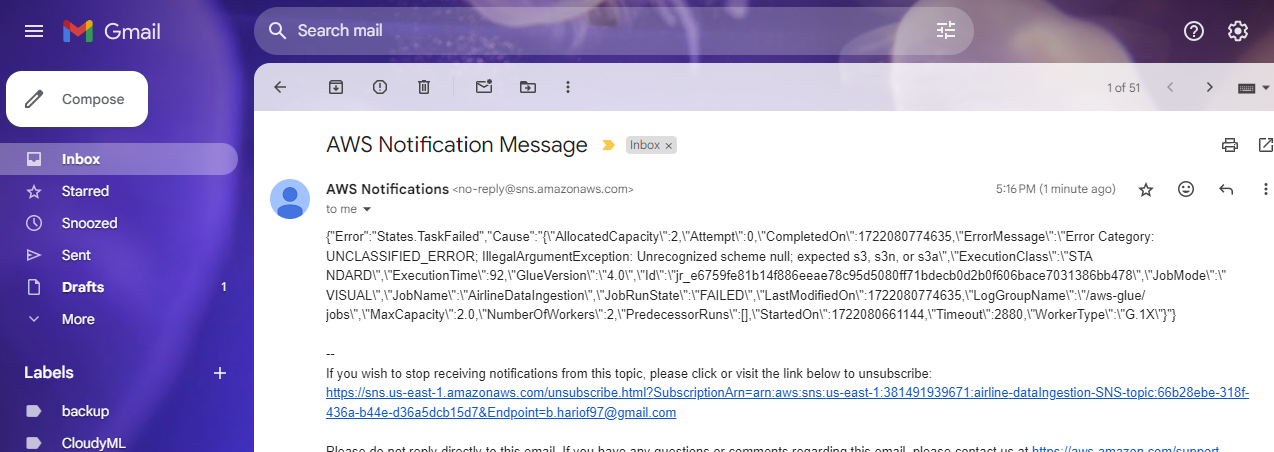 Gmail
Search mail
Compose
1 of 51
Inbox
Starred
Snoozed
Sent
Drafts 1
More
Labels
backup
CloudyML
AWS Notification Message Inbox ×
AWS Notifications <no-reply@sns.amazonaws.com> 5:16 PM (1 minute ago)
to me
{"Error":"States.TaskFailed","Cause":"{\"AllocatedCapacity\":2,\"Attempt\":0,\"CompletedOn\":1722080774635,\"ErrorMessage\":\"Error Category:
UNCLASSIFIED_ERROR; IllegalArgumentException: Unrecognized scheme null; expected s3, s3n, or s3a\",\"ExecutionClass\":\"STA
NDARD\",\"ExecutionTime\":92,\"GlueVersion\":\"4.0\",\"Id\":\"jr_e6759fe81b14f886eeae78c95d5080ff71bdecb0d2b0f606bace7031386bb478\",\"JobMode\":\"
VISUAL\",\"JobName\":\"AirlineDataIngestion\",\"JobRunState\":\"FAILED\",\"LastModifiedOn\":1722080774635,\"LogGroupName\":\"/aws-glue/
jobs\",\"MaxCapacity\":2.0,\"NumberOfWorkers\":2,\"PredecessorRuns\":[],\"StartedOn\":1722080661144,\"Timeout\":2880,\"WorkerType\":\"G.1X\"}"}
--
If you wish to stop receiving notifications from this topic, please click or visit the link below to unsubscribe:
https://sns.us-east-1.amazonaws.com/unsubscribe.html?SubscriptionArn=arn:aws:sns:us-east-1:381491939671:airline-dataIngestion-SNS-topic:66b28ebe-318f-
436a-b44e-d36a5dcb15d7&Endpoint=b.hariof97@gmail.com
Please do not reply directly to this email. If you have any questions or comments regarding this email, please contact us at https://aws.amazon.com/support